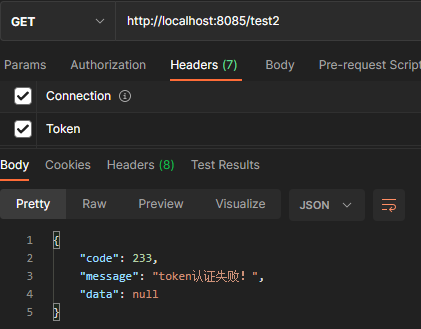 GET http://localhost:8085/test2
Params Authorization Headers (7) Body Pre-request Script
Connection
Token
Body Cookies Headers (8) Test Results
Pretty Raw Preview Visualize JSON
1 {
2 "code": 233,
3 "message": "token认证失败！",
4 "data": null
5 }